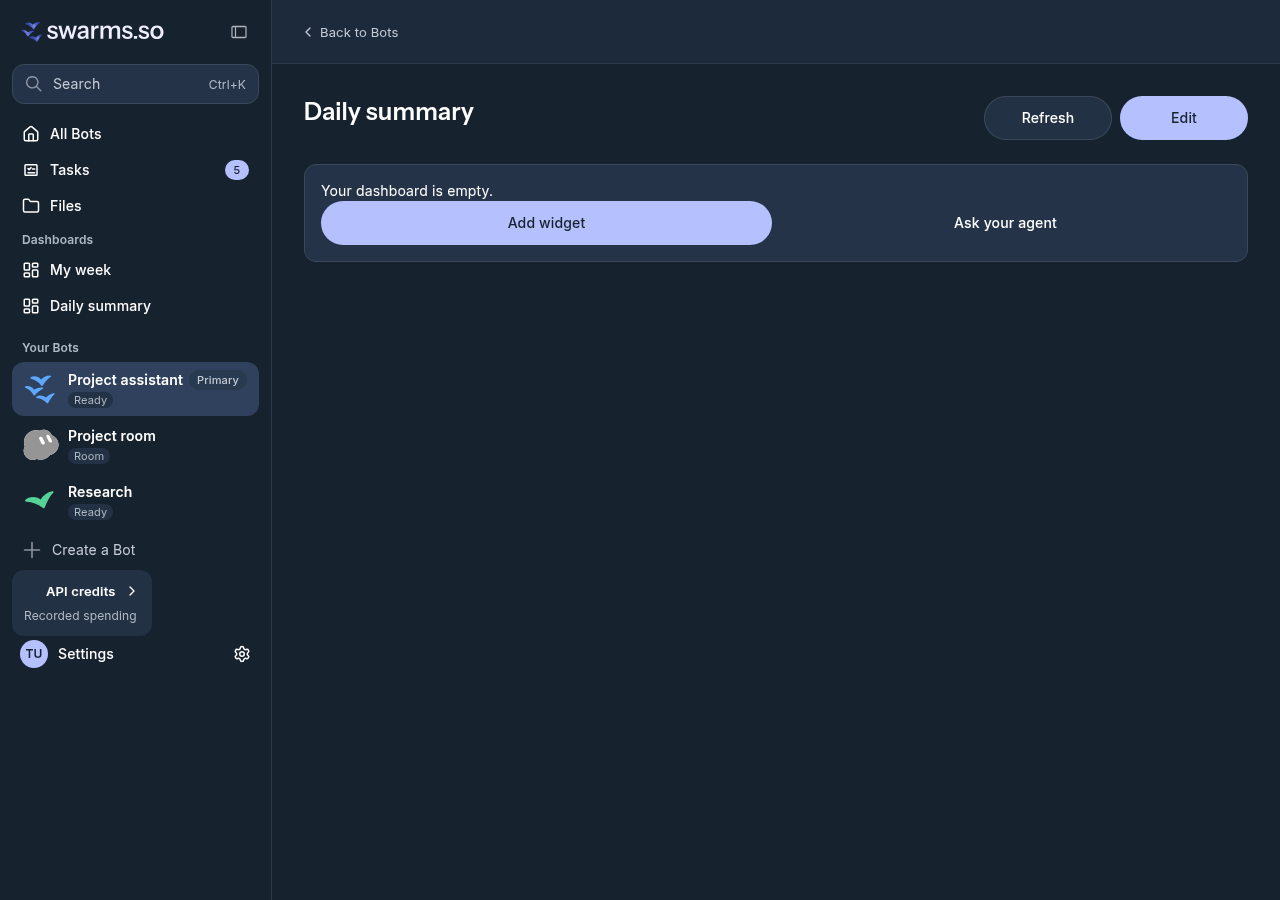 swarms.so
Search Ctrl+K
All Bots
Tasks 5
Files
Dashboards
My week
Daily summary
Your Bots
Project assistant Primary
Ready
Project room
Room
Research
Ready
Create a Bot
API credits
Recorded spending
TU Settings
Back to Bots
Daily summary
Refresh Edit
Your dashboard is empty.
Add widget Ask your agent